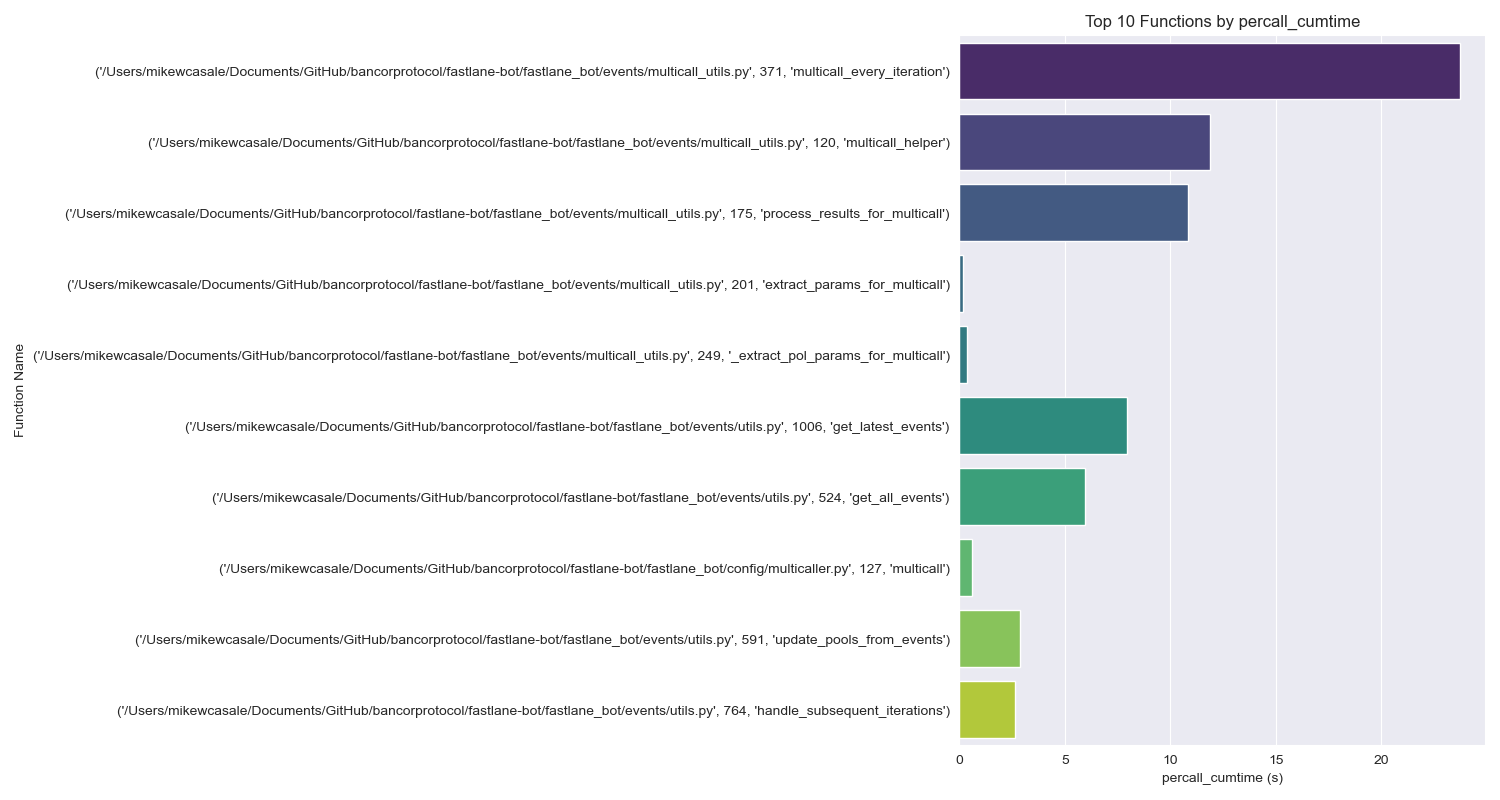 Top 10 Functions by percall_cumtime
Function Name
('/Users/mikewcasale/Documents/GitHub/bancorprotocol/fastlane-bot/fastlane_bot/events/multicall_utils.py', 371, 'multicall_every_iteration')
('/Users/mikewcasale/Documents/GitHub/bancorprotocol/fastlane-bot/fastlane_bot/events/multicall_utils.py', 120, 'multicall_helper')
('/Users/mikewcasale/Documents/GitHub/bancorprotocol/fastlane-bot/fastlane_bot/events/multicall_utils.py', 175, 'process_results_for_multicall')
('/Users/mikewcasale/Documents/GitHub/bancorprotocol/fastlane-bot/fastlane_bot/events/multicall_utils.py', 201, 'extract_params_for_multicall')
('/Users/mikewcasale/Documents/GitHub/bancorprotocol/fastlane-bot/fastlane_bot/events/multicall_utils.py', 249, '_extract_pol_params_for_multicall')
('/Users/mikewcasale/Documents/GitHub/bancorprotocol/fastlane-bot/fastlane_bot/events/utils.py', 1006, 'get_latest_events')
('/Users/mikewcasale/Documents/GitHub/bancorprotocol/fastlane-bot/fastlane_bot/events/utils.py', 524, 'get_all_events')
('/Users/mikewcasale/Documents/GitHub/bancorprotocol/fastlane-bot/fastlane_bot/config/multicaller.py', 127, 'multicall')
('/Users/mikewcasale/Documents/GitHub/bancorprotocol/fastlane-bot/fastlane_bot/events/utils.py', 591, 'update_pools_from_events')
('/Users/mikewcasale/Documents/GitHub/bancorprotocol/fastlane-bot/fastlane_bot/events/utils.py', 764, 'handle_subsequent_iterations')
0 5 10 15 20
percall_cumtime (s)